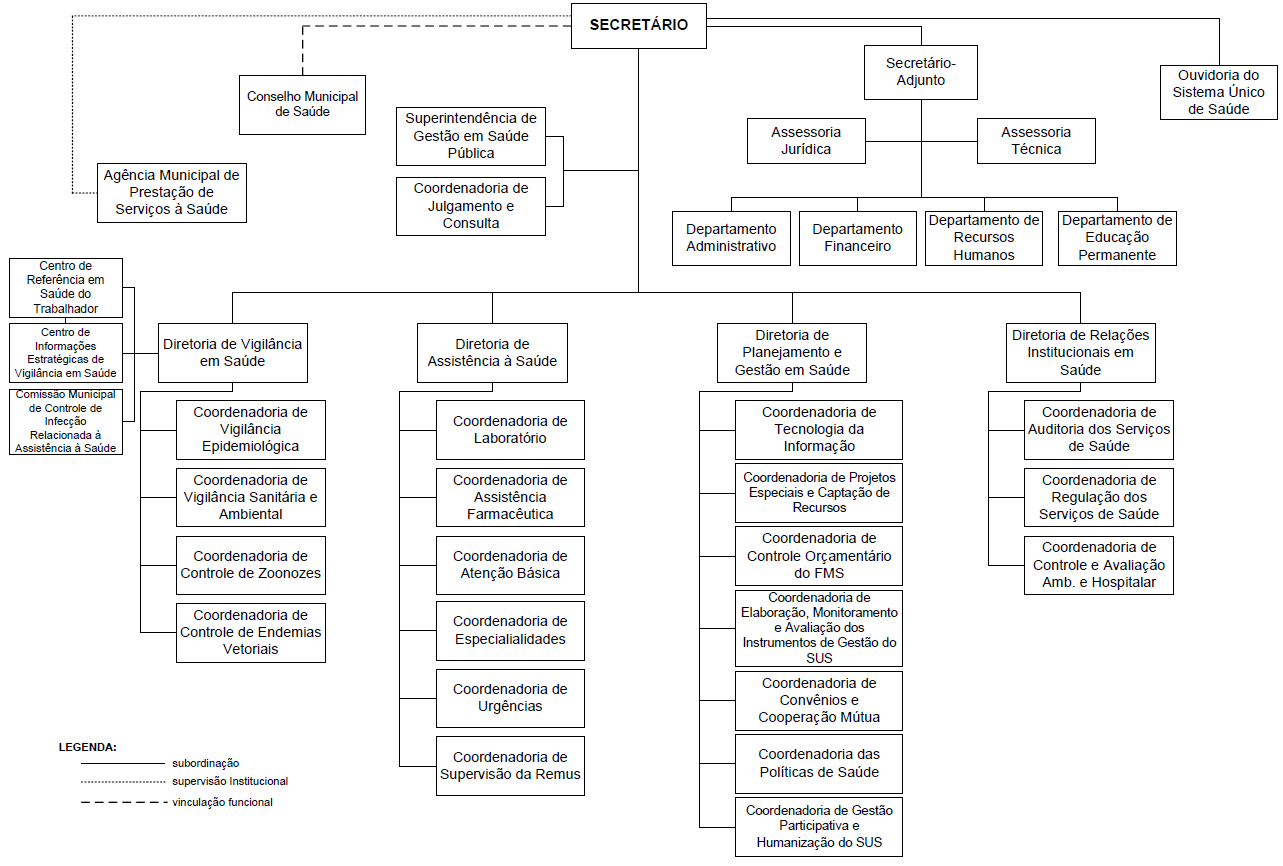 SECRETÁRIO
Conselho Municipal
de Saúde
Agência Municipal de
Prestação de
Serviços à Saúde
Superintendência de
Gestão em Saúde
Pública
Coordenadoria de
Julgamento e
Consulta
Secretário-
Adjunto
Ouvidoria do
Sistema Único
de Saúde
Assessoria
Jurídica
Assessoria
Técnica
Departamento
Administrativo
Departamento
Financeiro
Departamento de
Recursos
Humanos
Departamento de
Educação
Permanente
Centro de
Referência em
Saúde do
Trabalhador
Centro de
Informações
Estratégicas de
Vigilância em Saúde
Comissão Municipal
de Controle de
Infecção
Relacionada à
Assistência à Saúde
Diretoria de Vigilância
em Saúde
Coordenadoria de
Vigilância
Epidemiológica
Coordenadoria de
Vigilância Sanitária e
Ambiental
Coordenadoria de
Controle de Zoonozes
Coordenadoria de
Controle de Endemias
Vetoriais
Diretoria de
Assistência à Saúde
Coordenadoria de
Laboratório
Coordenadoria de
Assistência
Farmacêutica
Coordenadoria de
Atenção Básica
Coordenadoria de
Especialialidades
Coordenadoria de
Urgências
Coordenadoria de
Supervisão da Remus
Diretoria de
Planejamento e
Gestão em Saúde
Coordenadoria de
Tecnologia da
Informação
Coordenadoria de Projetos
Especiais e Captação de
Recursos
Coordenadoria de
Controle Orçamentário
do FMS
Coordenadoria de
Elaboração, Monitoramento
e Avaliação dos
Instrumentos de Gestão do
SUS
Coordenadoria de
Convênios e
Cooperação Mútua
Coordenadoria das
Políticas de Saúde
Coordenadoria de Gestão
Participativa e
Humanização do SUS
Diretoria de Relações
Institucionais em
Saúde
Coordenadoria de
Auditoria dos Serviços
de Saúde
Coordenadoria de
Regulação dos
Serviços de Saúde
Coordenadoria de
Controle e Avaliação
Amb. e Hospitalar
LEGENDA:
subordinação
supervisão Institucional
vinculação funcional